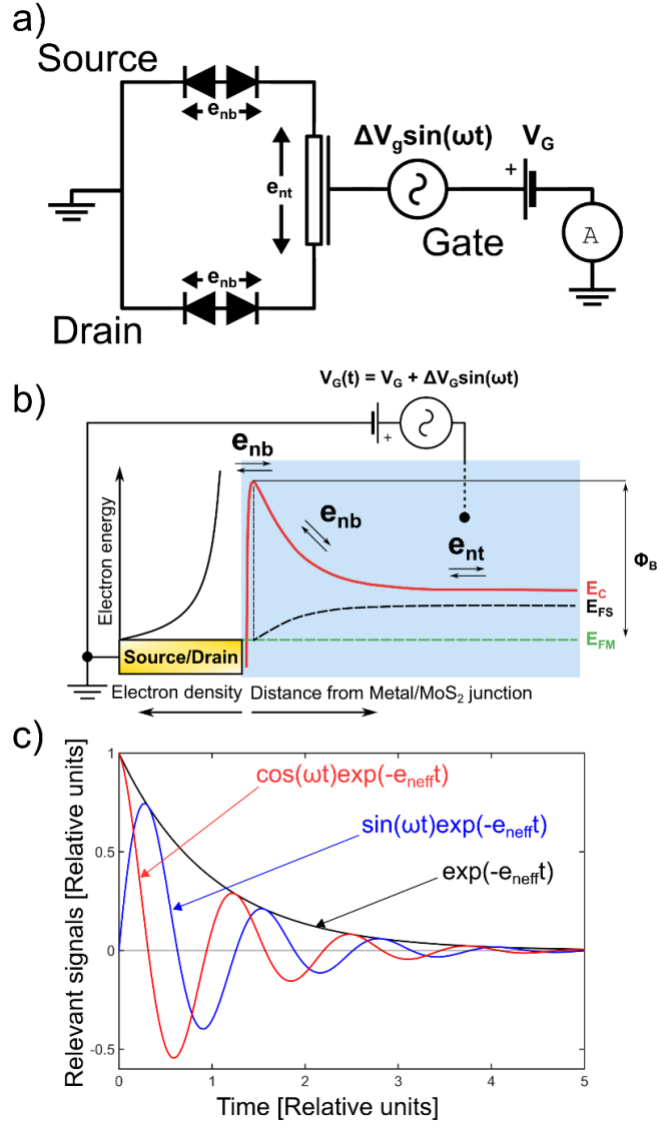 a)
Source
e_nb
ΔV_g sin(ωt)
V_G
+
e_nt
A
Gate
e_nb
Drain
b)
V_G(t) = V_G + ΔV_G sin(ωt)
+
e_nb
Electron energy
e_nb
e_nt
Φ_B
E_C
E_FS
E_FM
Source/Drain
Electron density
Distance from Metal/MoS₂ junction
c)
Relevant signals [Relative units]
1
0.5
0
-0.5
cos(ωt)exp(-e_neff t)
sin(ωt)exp(-e_neff t)
exp(-e_neff t)
0
1
2
3
4
5
Time [Relative units]